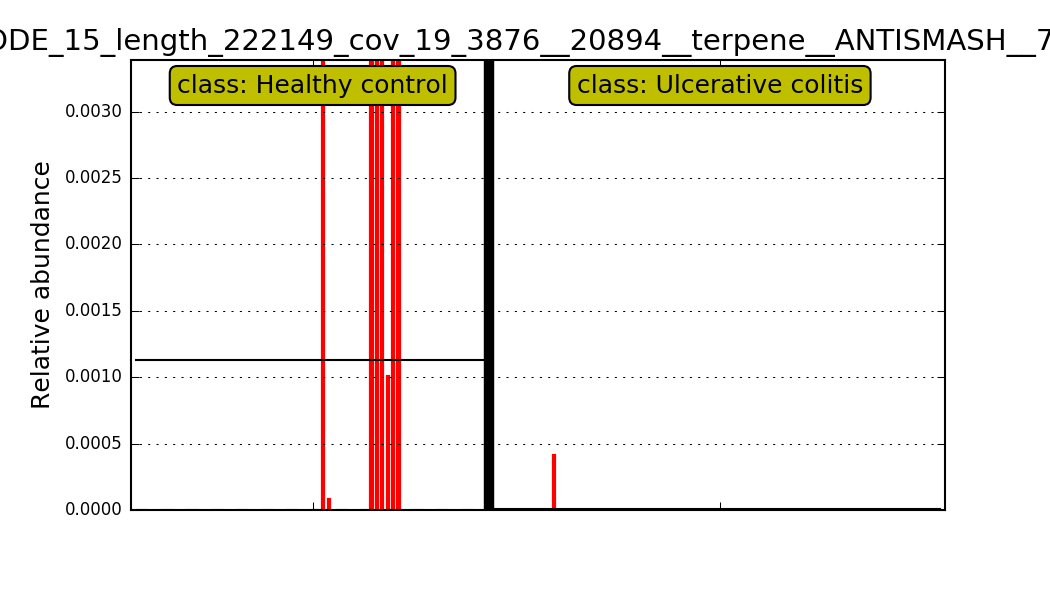 ODE_15_length_222149_cov_19_3876__20894__terpene__ANTISMASH__7
class: Healthy control
class: Ulcerative colitis
Relative abundance
0.0030
0.0025
0.0020
0.0015
0.0010
0.0005
0.0000